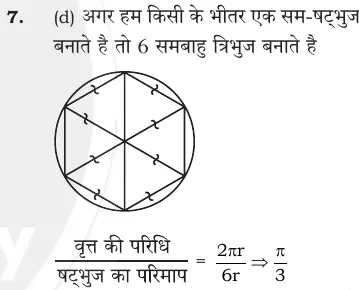 7. (d) अगर हम किसी के भीतर एक सम-षट्भुज
बनाते है तो 6 समबाहु त्रिभुज बनाते है
r r
r r
r r
वृत्त की परिधि / षट्भुज का परिमाप = 2πr / 6r ⇒ π / 3